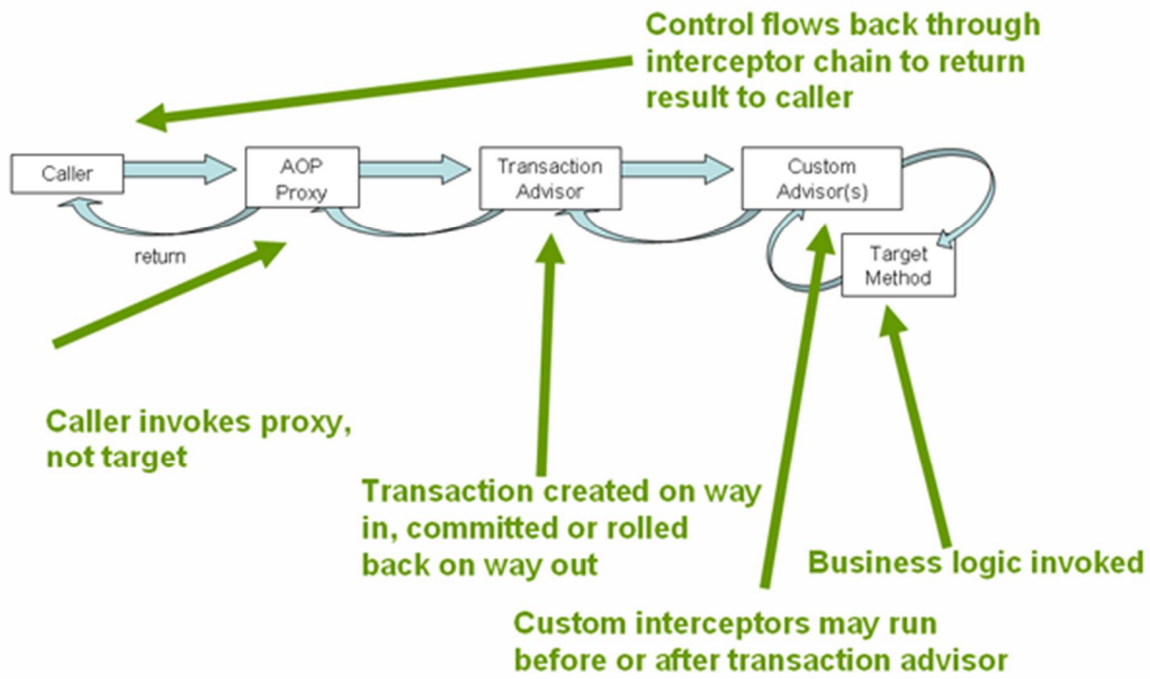 Control flows back through
interceptor chain to return
result to caller
Caller
AOP
Proxy
Transaction
Advisor
Custom
Advisor(s)
return
Target
Method
Caller invokes proxy,
not target
Transaction created on way
in, committed or rolled
back on way out
Business logic invoked
Custom interceptors may run
before or after transaction advisor